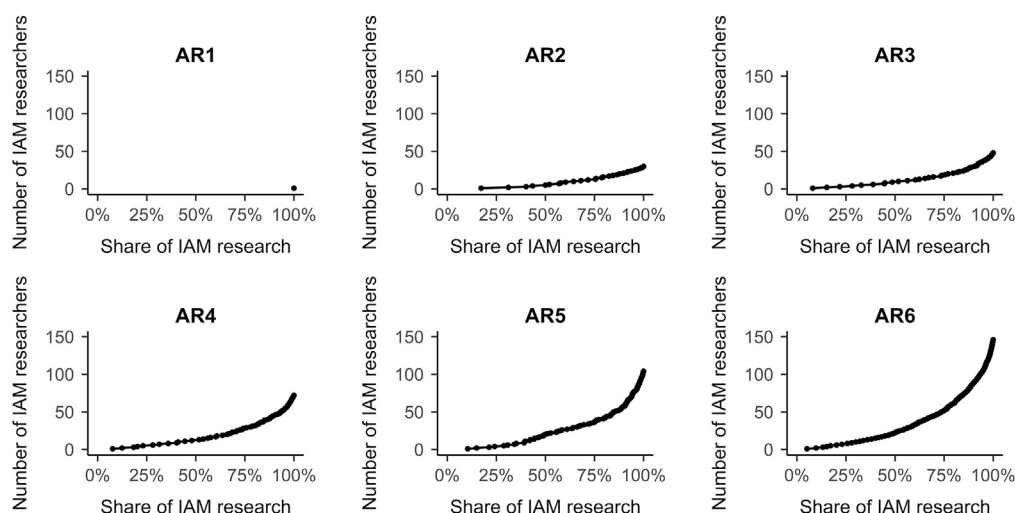 AR1
Number of IAM researchers
150
100
50
0
0% 25% 50% 75% 100%
Share of IAM research
AR2
Number of IAM researchers
150
100
50
0
0% 25% 50% 75% 100%
Share of IAM research
AR3
Number of IAM researchers
150
100
50
0
0% 25% 50% 75% 100%
Share of IAM research
AR4
Number of IAM researchers
150
100
50
0
0% 25% 50% 75% 100%
Share of IAM research
AR5
Number of IAM researchers
150
100
50
0
0% 25% 50% 75% 100%
Share of IAM research
AR6
Number of IAM researchers
150
100
50
0
0% 25% 50% 75% 100%
Share of IAM research